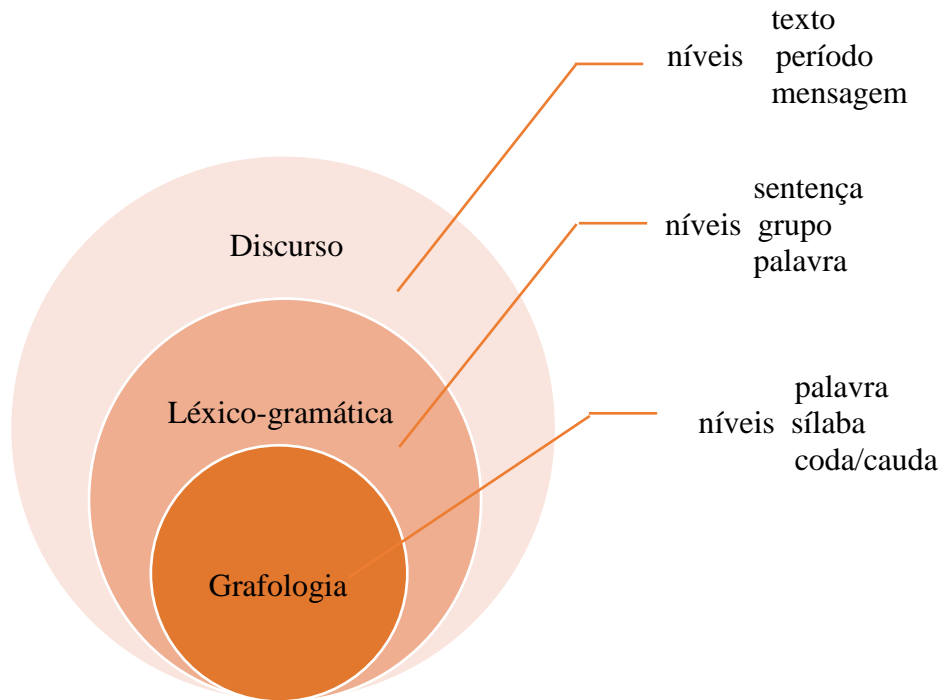 texto
níveis período
mensagem
sentença
Discurso
níveis grupo
palavra
palavra
Léxico-gramática
níveis sílaba
coda/cauda
Grafologia